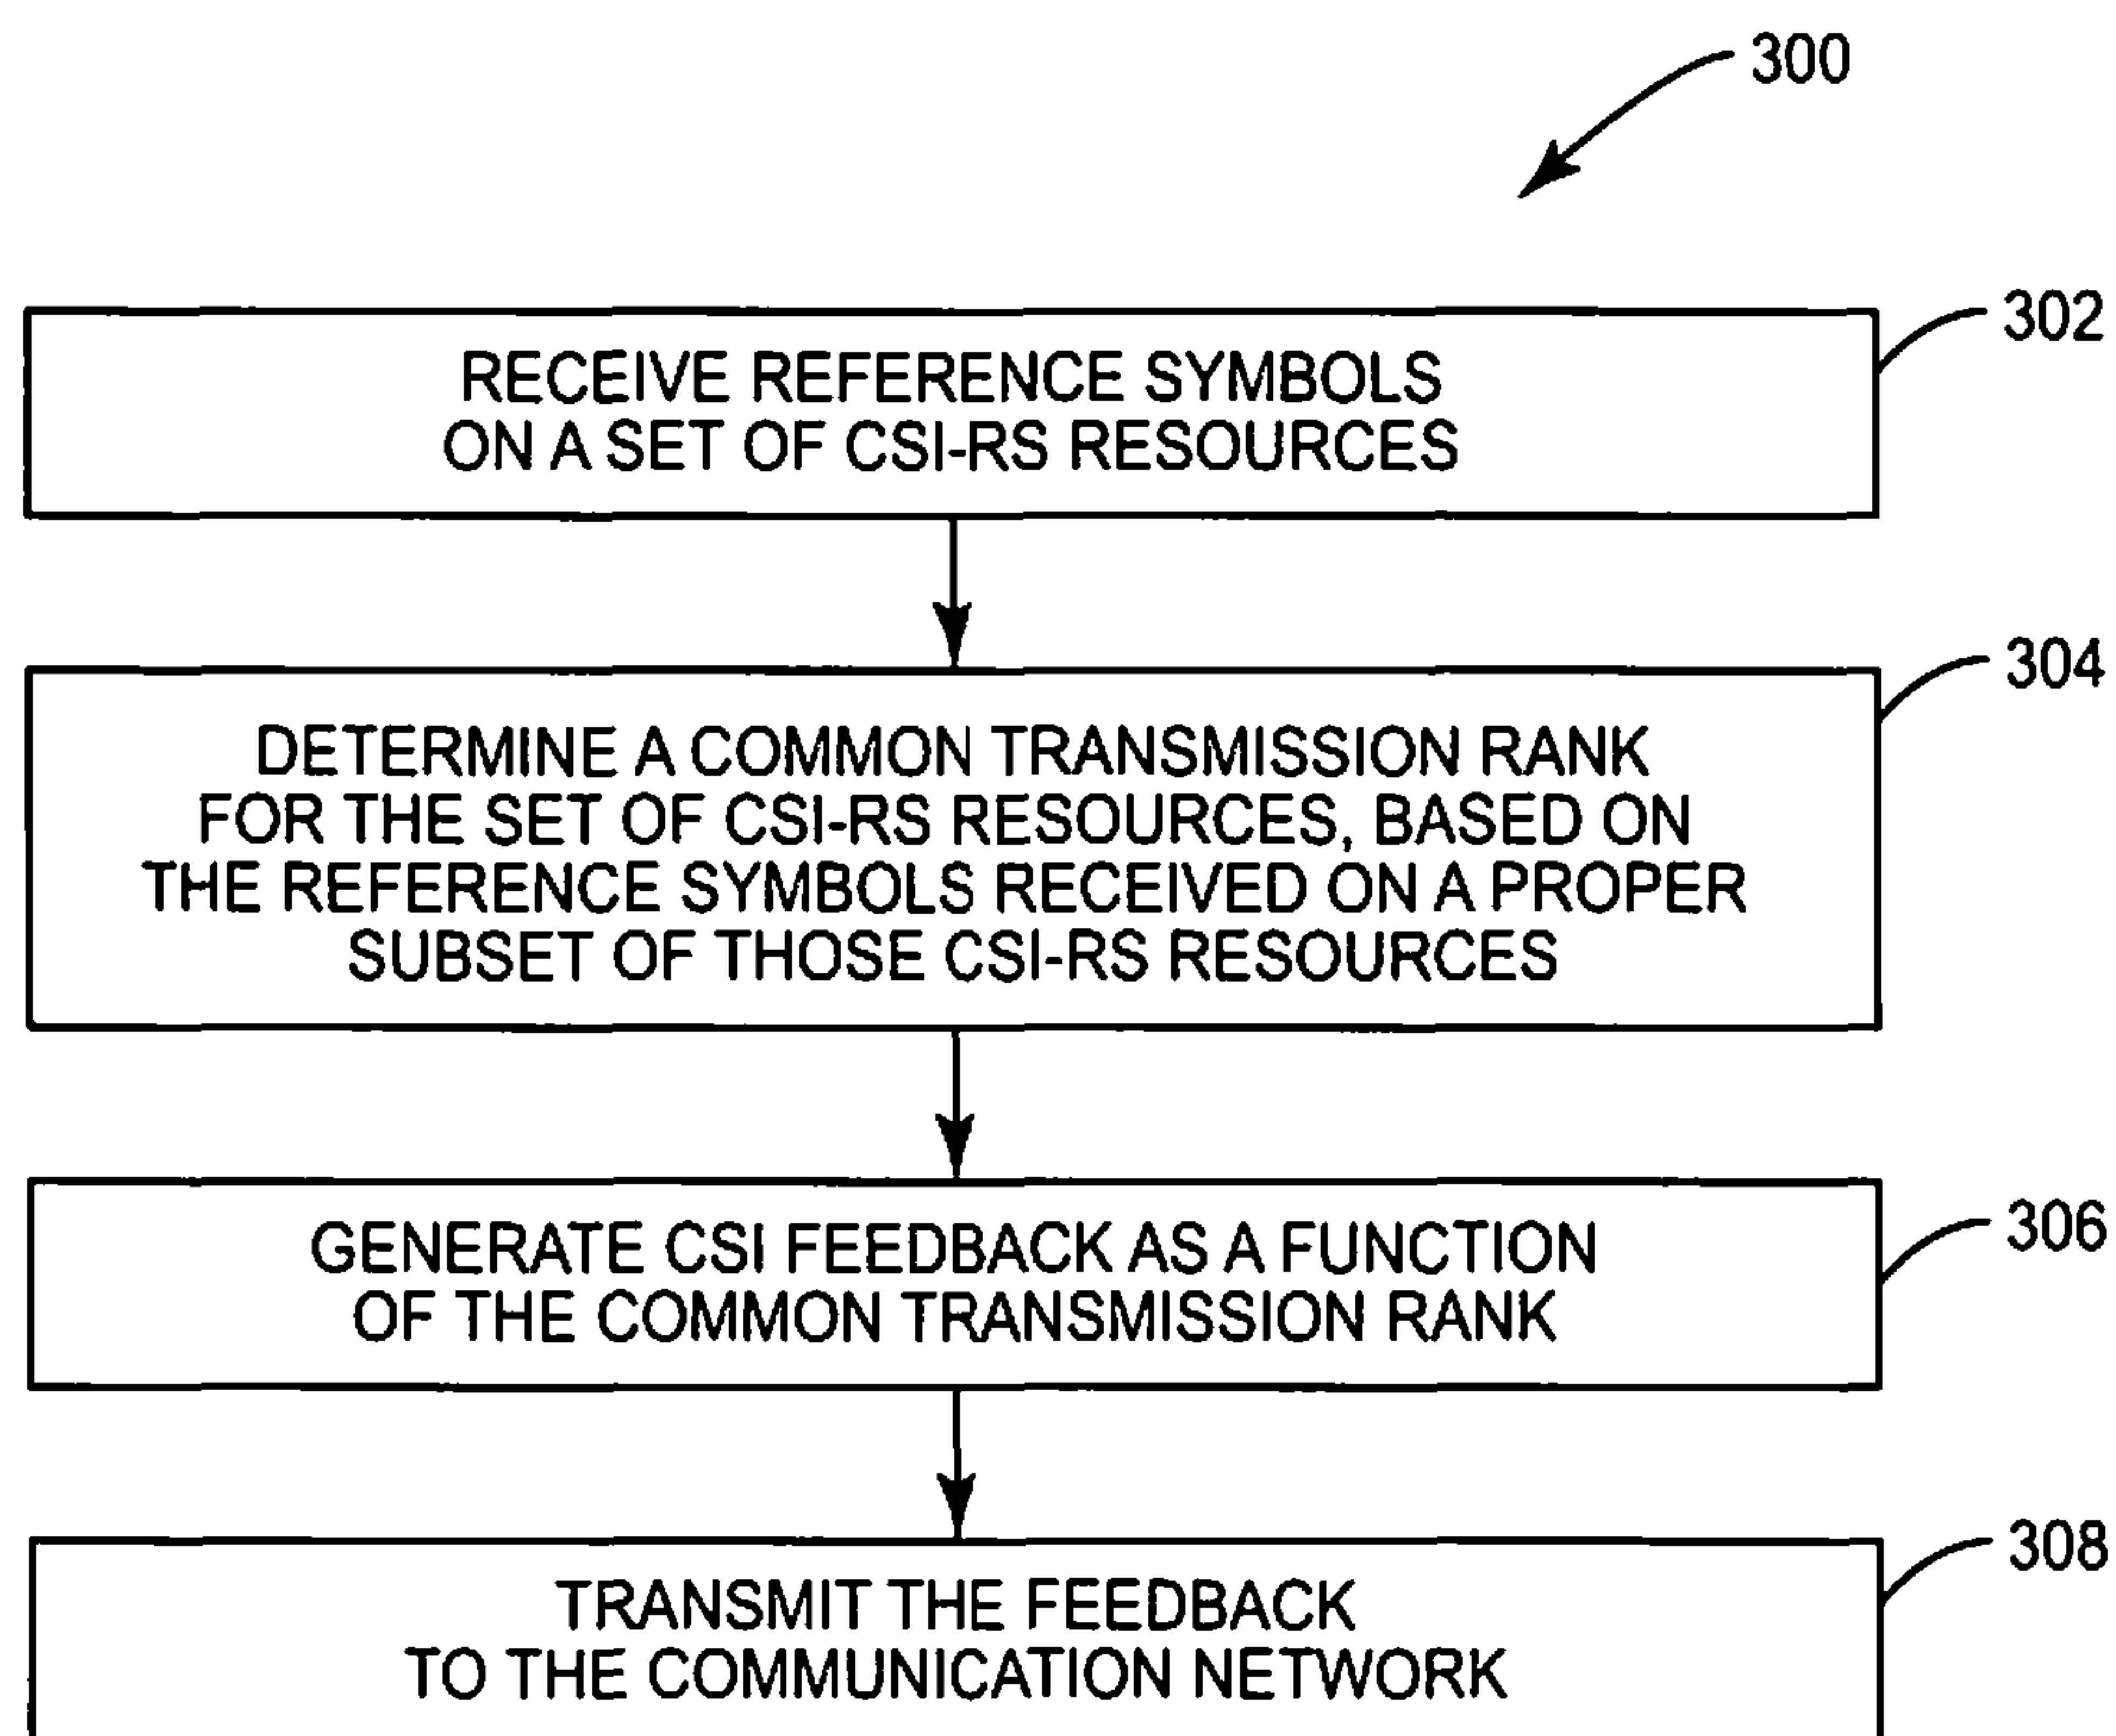 300
302
RECEIVE REFERENCE SYMBOLS
ON A SET OF CSI-RS RESOURCES
304
DETERMINE A COMMON TRANSMISSION RANK
FOR THE SET OF CSI-RS RESOURCES, BASED ON
THE REFERENCE SYMBOLS RECEIVED ON A PROPER
SUBSET OF THOSE CSI-RS RESOURCES
306
GENERATE CSI FEEDBACK AS A FUNCTION
OF THE COMMON TRANSMISSION RANK
308
TRANSMIT THE FEEDBACK
TO THE COMMUNICATION NETWORK